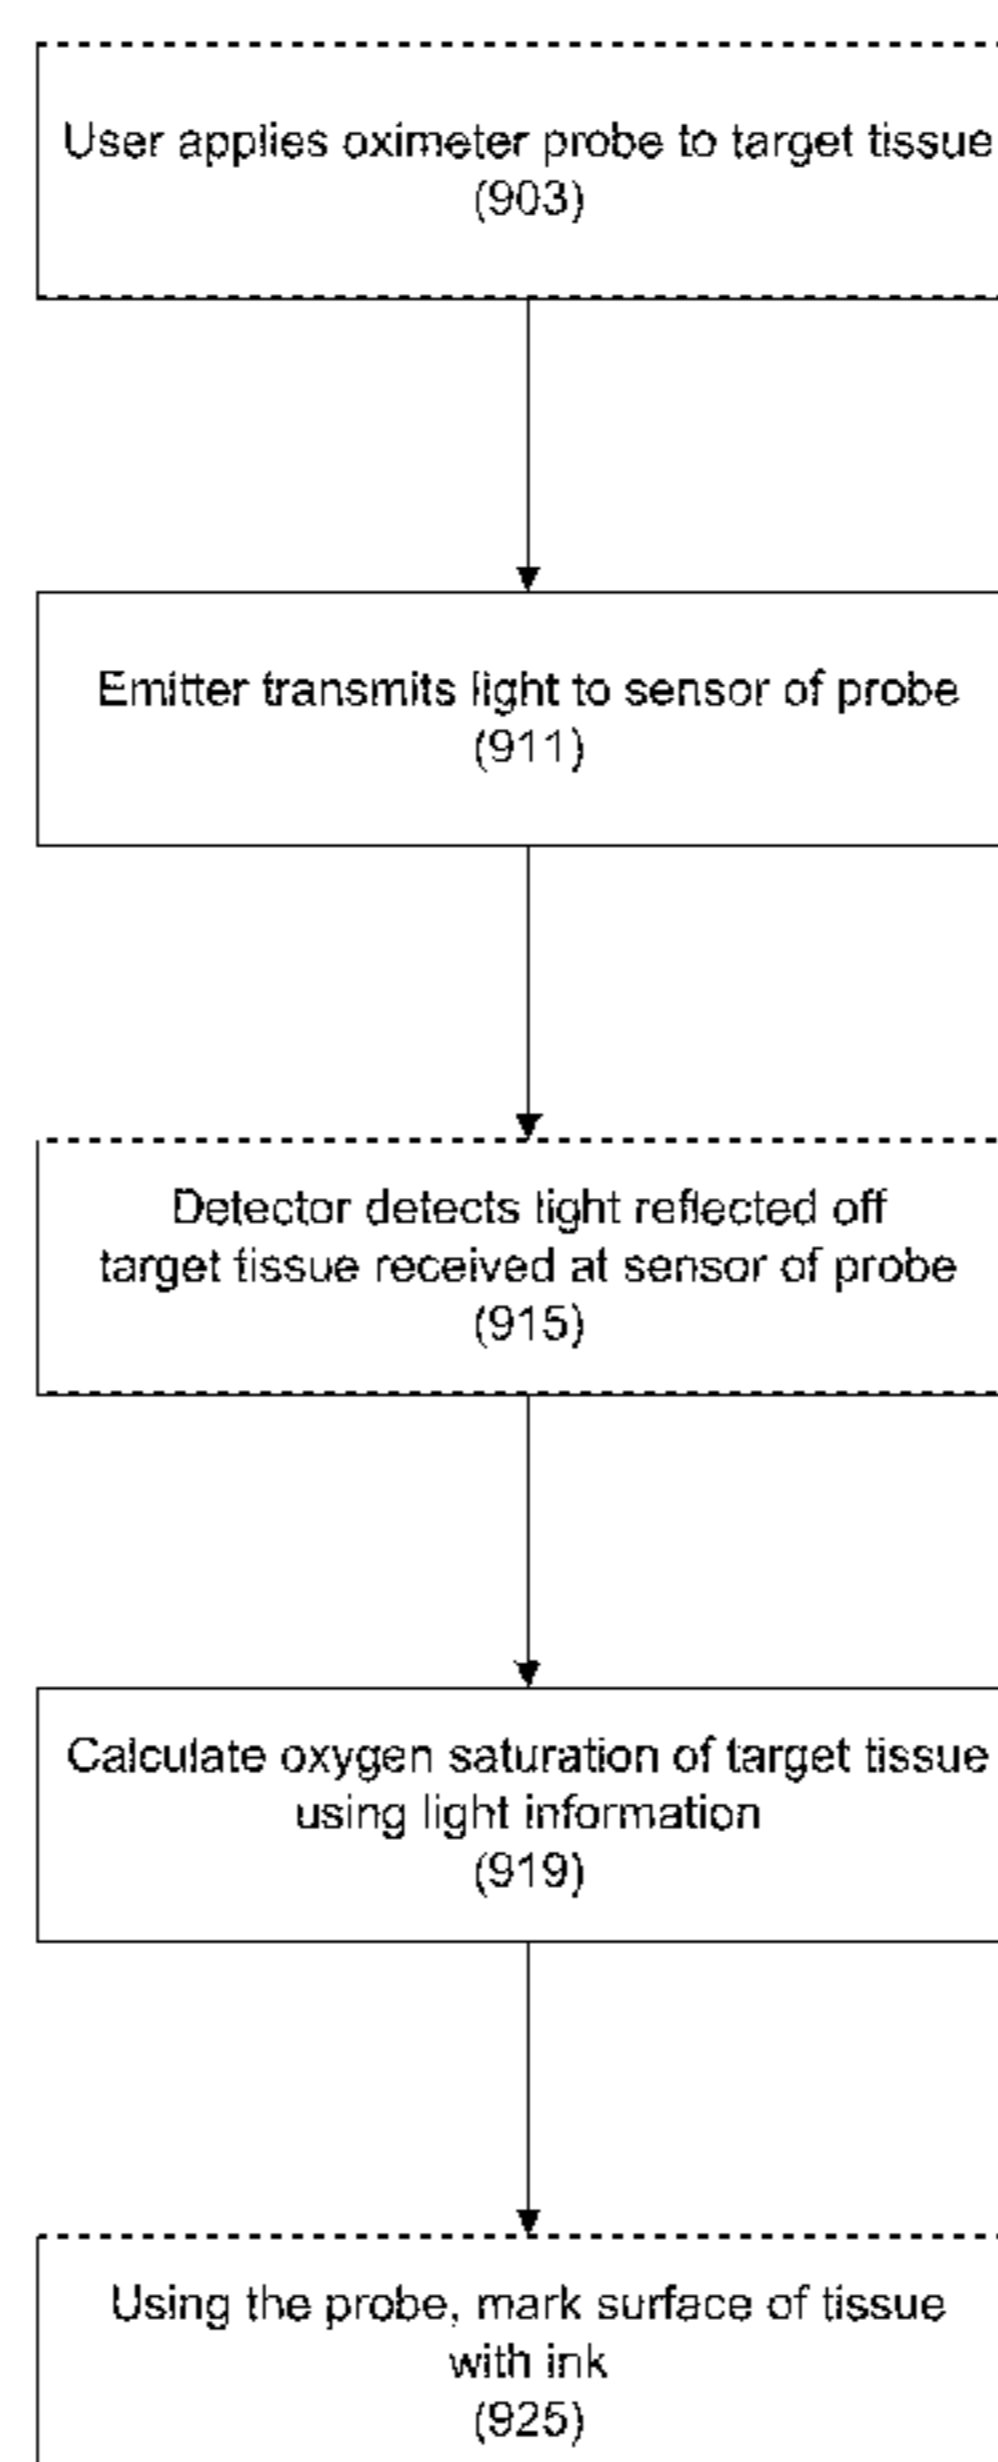 User applies oximeter probe to target tissue
(903)
Emitter transmits light to sensor of probe
(911)
Detector detects light reflected off
target tissue received at sensor of probe
(915)
Calculate oxygen saturation of target tissue
using light information
(919)
Using the probe, mark surface of tissue
with ink
(925)